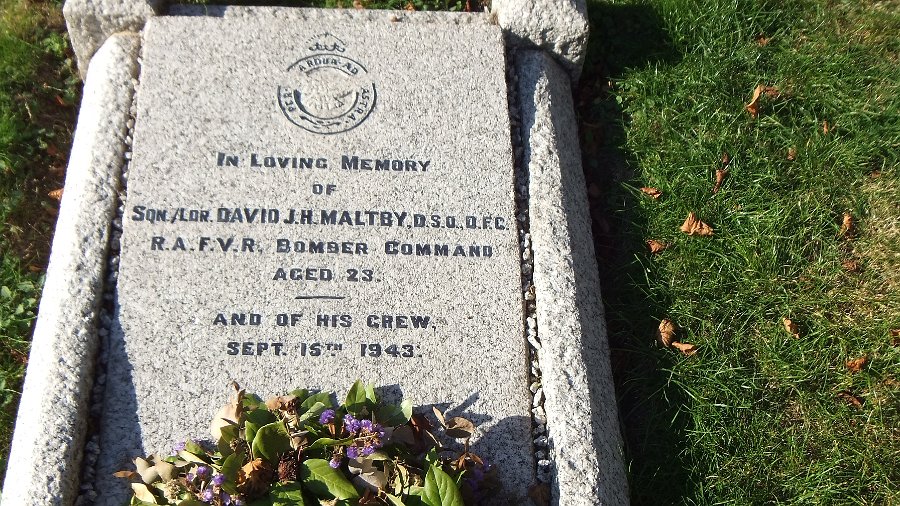 PER ARDUA AD ASTRA
IN LOVING MEMORY
OF
SQN./LDR. DAVID J.H. MALTBY, D.S.O., D.F.C.
R.A.F.V.R. BOMBER COMMAND
AGED 23.
AND OF HIS CREW,
SEPT. 15TH 1943.